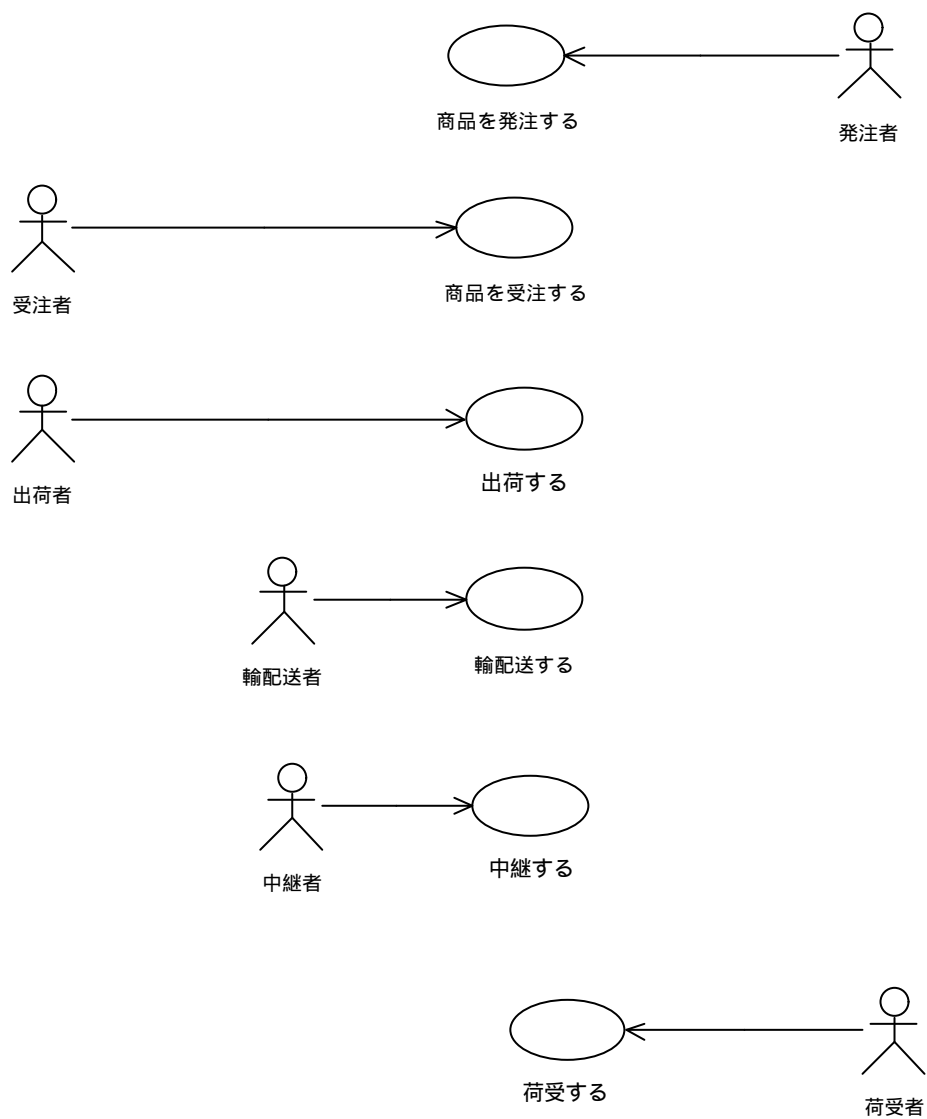 商品を発注する
発注者
受注者
商品を受注する
出荷者
出荷する
輸配送者
輸配送する
中継者
中継する
荷受する
荷受者